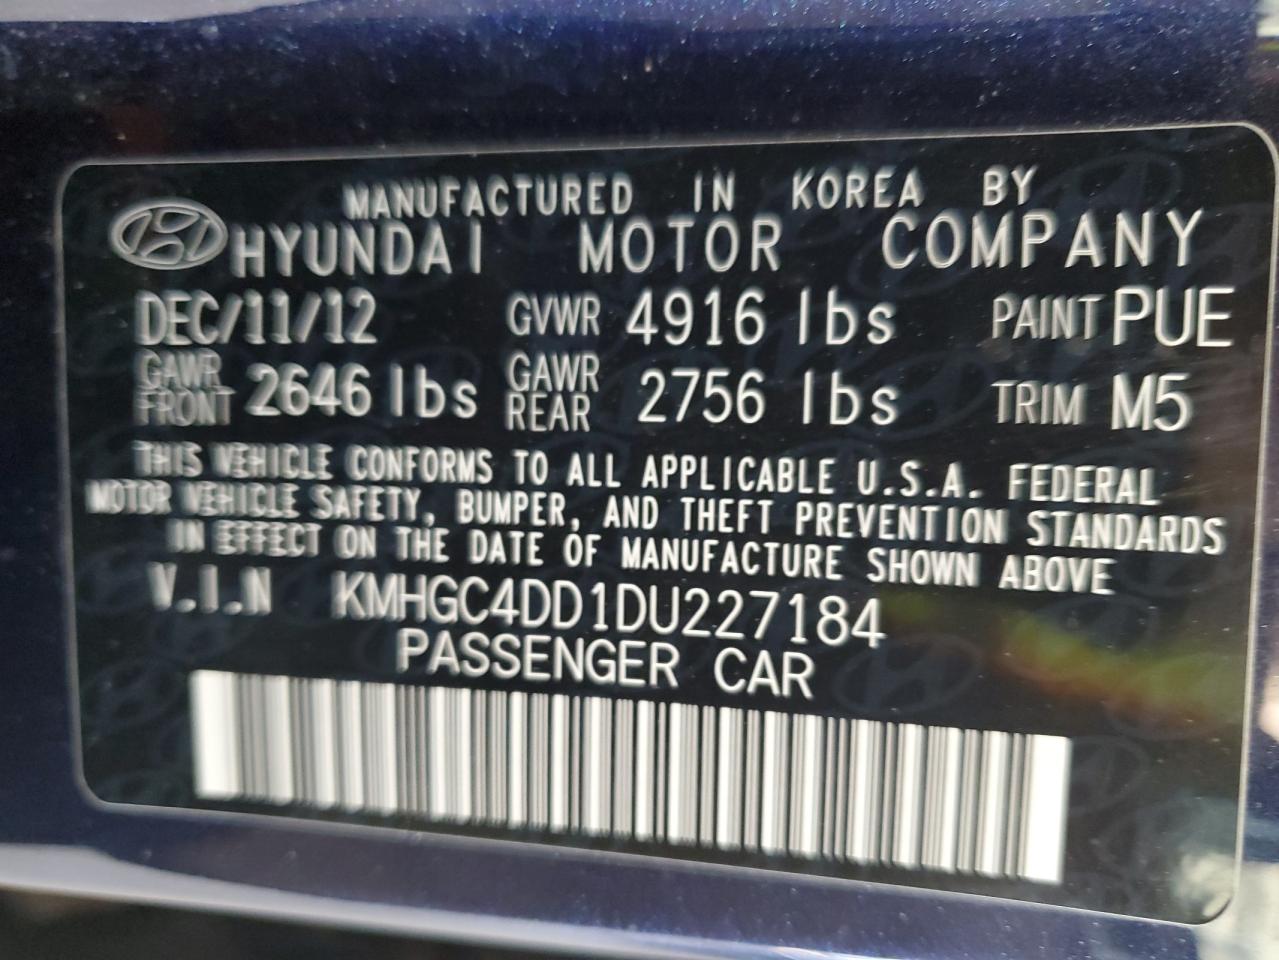 MANUFACTURED IN KOREA BY
HYUNDAI MOTOR COMPANY
DEC/11/12 GVWR 4916 lbs PAINT PUE
GAWR FRONT 2646 lbs GAWR REAR 2756 lbs TRIM M5
THIS VEHICLE CONFORMS TO ALL APPLICABLE U.S.A. FEDERAL
MOTOR VEHICLE SAFETY, BUMPER, AND THEFT PREVENTION STANDARDS
IN EFFECT ON THE DATE OF MANUFACTURE SHOWN ABOVE
V.I.N KMHGC4DD1DU227184
PASSENGER CAR